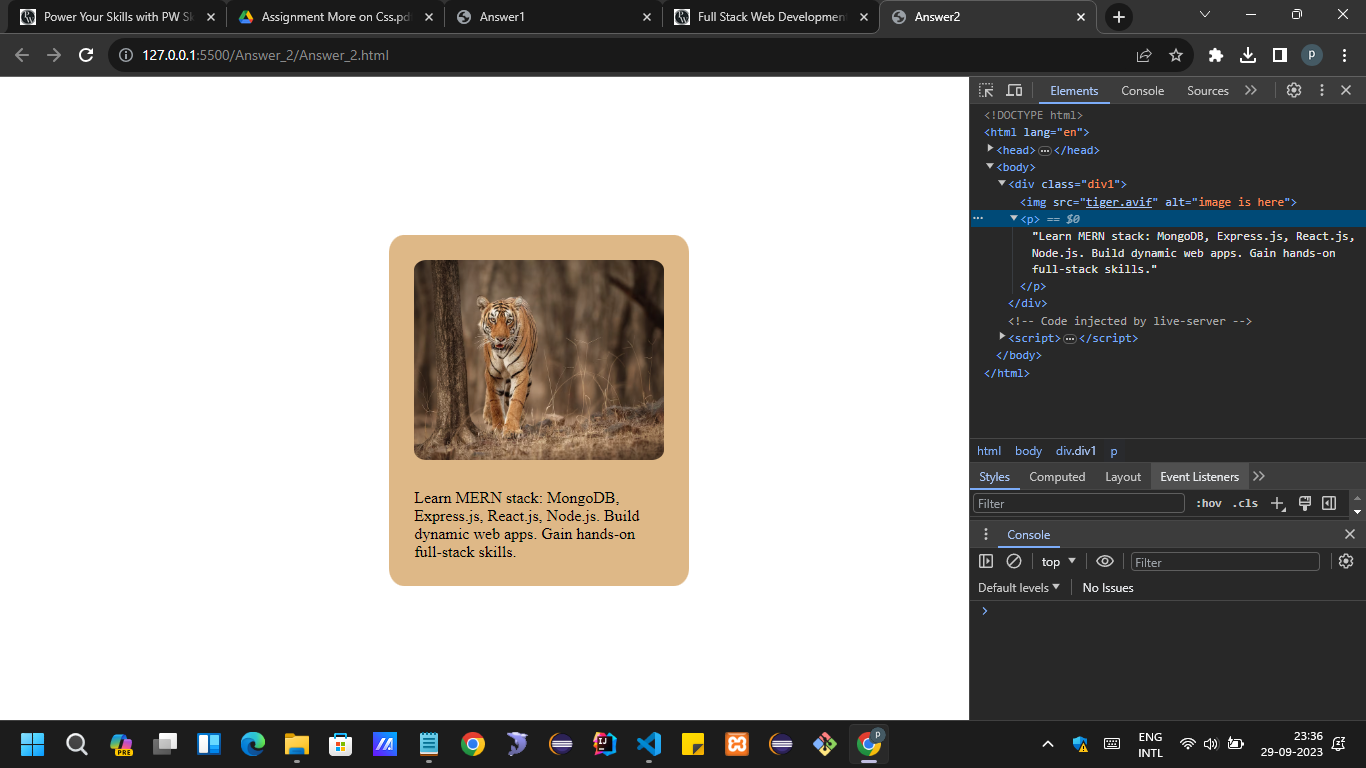 Power Your Skills with PW Sk
Assignment More on Css.pdf
Answer1
Full Stack Web Development
Answer2
127.0.0.1:5500/Answer_2/Answer_2.html
p
Elements
Console
Sources
<!DOCTYPE html>
<html lang="en">
<head> … </head>
<body>
<div class="div1">
<img src="tiger.avif" alt="image is here">
<p> == $0
"Learn MERN stack: MongoDB, Express.js, React.js,
Node.js. Build dynamic web apps. Gain hands-on
full-stack skills."
</p>
</div>
<!-- Code injected by live-server -->
<script> … </script>
</body>
</html>
html
body
div.div1
p
Styles
Computed
Layout
Event Listeners
Filter
:hov
.cls
Console
top
Filter
Default levels
No Issues
Learn MERN stack: MongoDB,
Express.js, React.js, Node.js. Build
dynamic web apps. Gain hands-on
full-stack skills.
PRE
p
ENG
INTL
23:36
29-09-2023